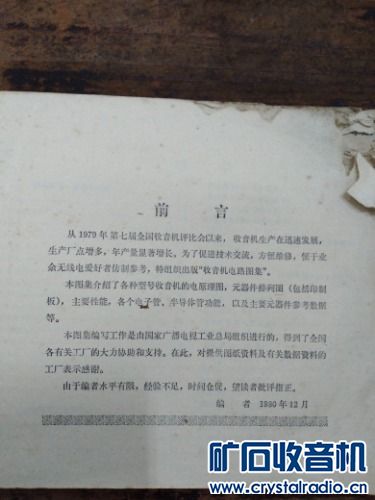 前言
从1979年第七届全国收音机评比会以来，收音机生产在迅速发展，
生产厂点增多，年产量显著增长。为了促进技术交流，方便维修，便于业
余无线电爱好者仿制参考，特组织出版“收音机电路图集”。
本图集介绍了各种型号收音机的电原理图，元器件排列图（包括印制
板），主要性能，各个电子管、半导体管功能，以及主要元器件参考数据
等。
本图集编写工作是由国家广播电视工业总局组织进行的，得到了全国
各有关工厂的大力协助和支持。在此，对提供图纸资料及有关数据资料的
工厂表示感谢。
由于编者水平有限，经验不足，时间仓促，望读者批评指正。
编者 1980年12月
矿石收音机
www.crystalradio.cn